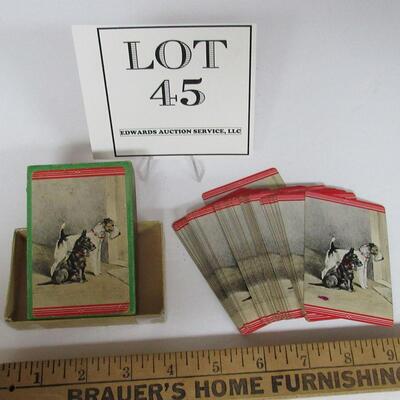 LOT
45
EDWARDS AUCTION SERVICE, LLC
1 2 3 4 5 6 7 8 9
BRAUER'S HOME FURNISHING